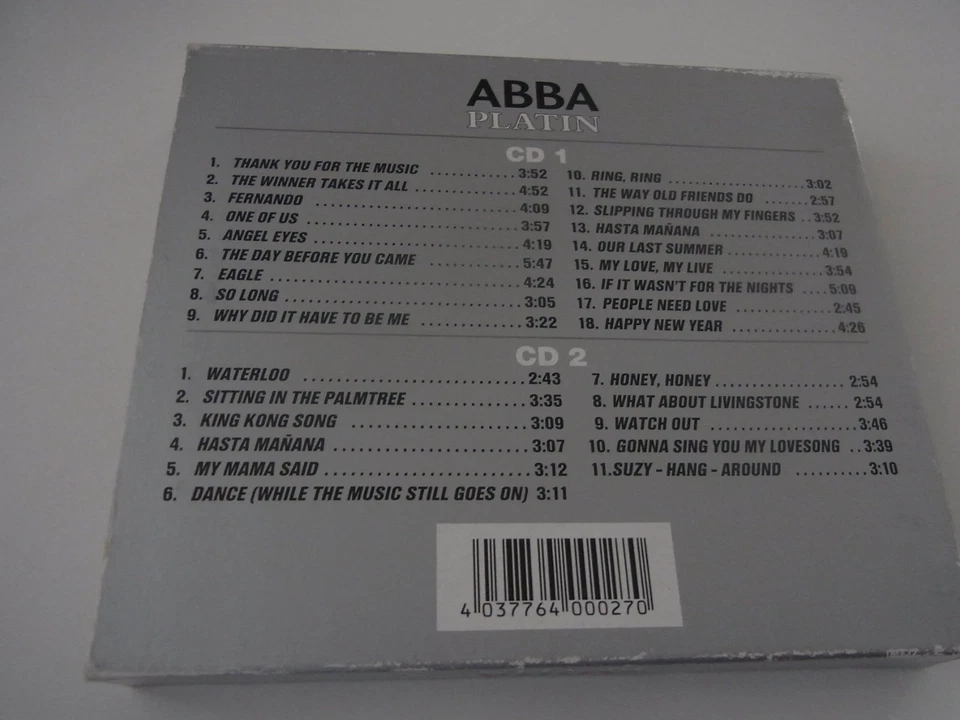 ABBA
PLATIN
CD 1
1. THANK YOU FOR THE MUSIC ............3:52
2. THE WINNER TAKES IT ALL ..............4:52
3. FERNANDO ..........................4:09
4. ONE OF US ............................3:57
5. ANGEL EYES ...........................4:19
6. THE DAY BEFORE YOU CAME ............5:47
7. EAGLE .................................4:24
8. SO LONG ................................3:05
9. WHY DID IT HAVE TO BE ME .............3:22
10. RING, RING ....................3:02
11. THE WAY OLD FRIENDS DO .......2:57
12. SLIPPING THROUGH MY FINGERS ..3:52
13. HASTA MAÑANA .................3:07
14. OUR LAST SUMMER ..............4:19
15. MY LOVE, MY LIVE ................3:54
16. IF IT WASN'T FOR THE NIGHTS ....5:09
17. PEOPLE NEED LOVE ...............2:45
18. HAPPY NEW YEAR ...............4:26
CD 2
1. WATERLOO ............................2:43
2. SITTING IN THE PALMTREE ..............3:35
3. KING KONG SONG ......................3:09
4. HASTA MAÑANA .........................3:07
5. MY MAMA SAID .........................3:12
6. DANCE (WHILE THE MUSIC STILL GOES ON) 3:11
7. HONEY, HONEY ..................2:54
8. WHAT ABOUT LIVINGSTONE ......2:54
9. WATCH OUT ....................3:46
10. GONNA SING YOU MY LOVESONG ..3:39
11.SUZY - HANG - AROUND ..........3:10
4 037764 000270